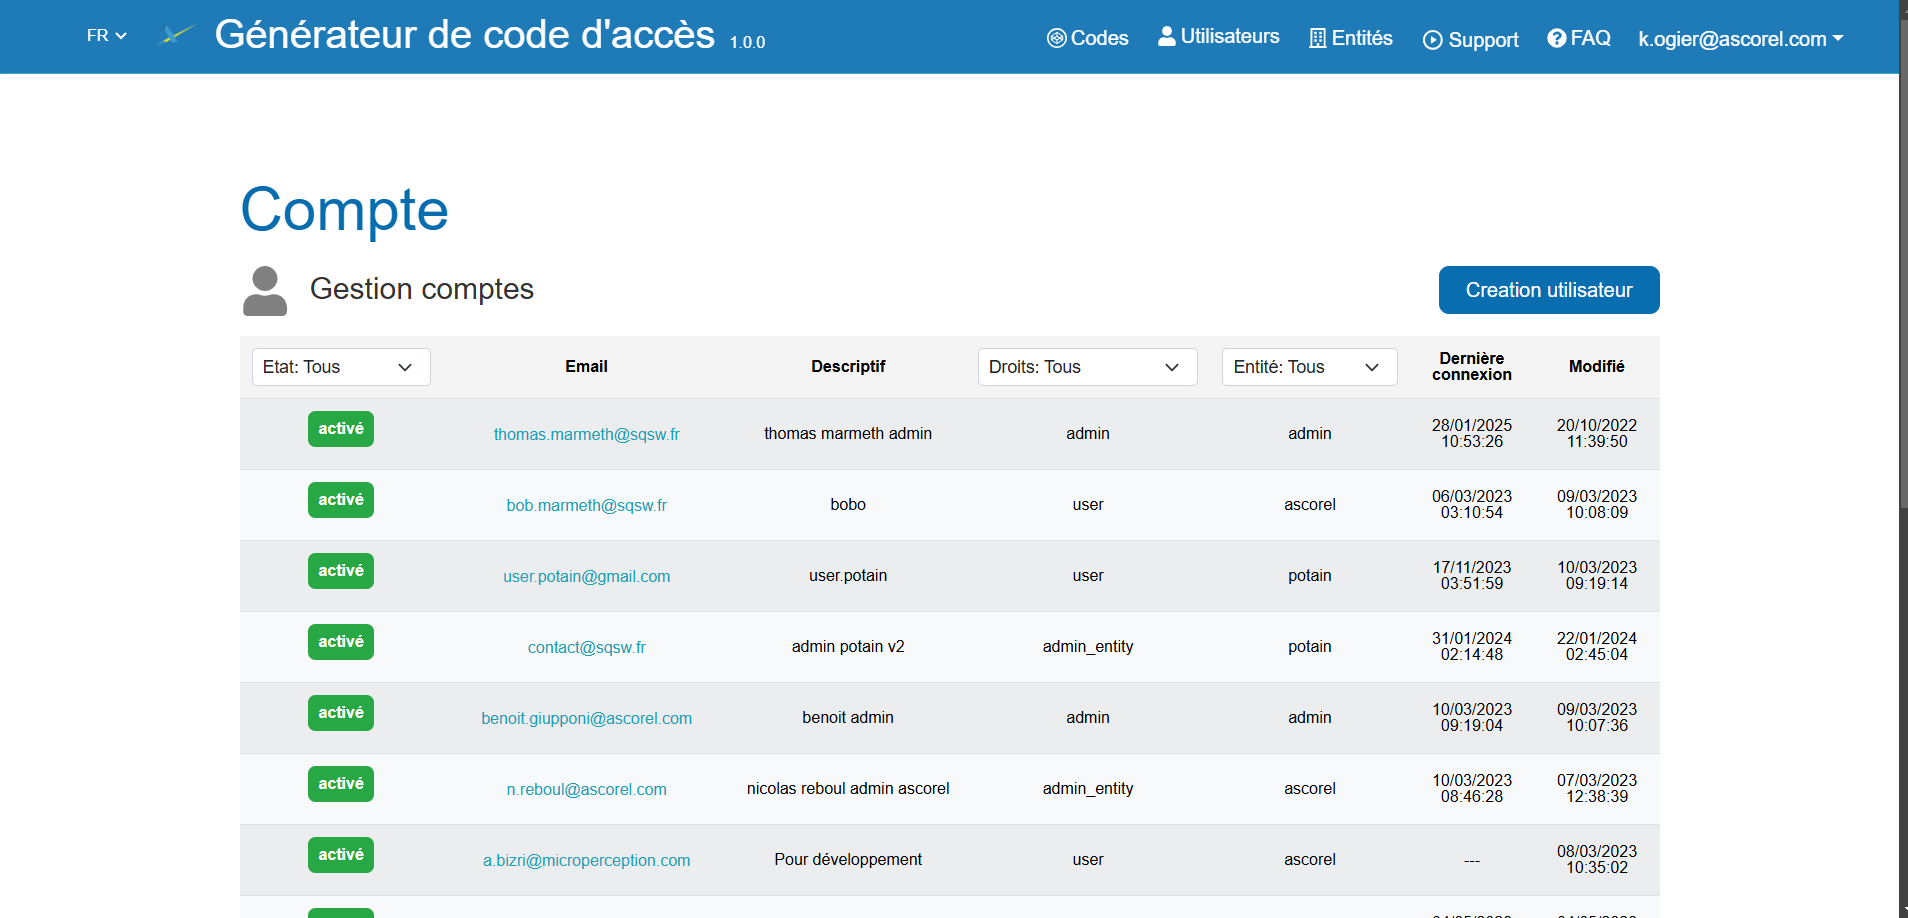 FR
Générateur de code d'accès 1.0.0
Codes
Utilisateurs
Entités
Support
FAQ
k.ogier@ascorel.com
Compte
Gestion comptes
Creation utilisateur
Etat: Tous
Email
Descriptif
Droits: Tous
Entité: Tous
Dernière
connexion
Modifié
activé
thomas.marmeth@sqsw.fr
thomas marmeth admin
admin
admin
28/01/2025
10:53:26
20/10/2022
11:39:50
activé
bob.marmeth@sqsw.fr
bobo
user
ascorel
06/03/2023
03:10:54
09/03/2023
10:08:09
activé
user.potain@gmail.com
user.potain
user
potain
17/11/2023
03:51:59
10/03/2023
09:19:14
activé
contact@sqsw.fr
admin potain v2
admin_entity
potain
31/01/2024
02:14:48
22/01/2024
02:45:04
activé
benoit.giupponi@ascorel.com
benoit admin
admin
admin
10/03/2023
09:19:04
09/03/2023
10:07:36
activé
n.reboul@ascorel.com
nicolas reboul admin ascorel
admin_entity
ascorel
10/03/2023
08:46:28
07/03/2023
12:38:39
activé
a.bizri@microperception.com
Pour développement
user
ascorel
---
08/03/2023
10:35:02